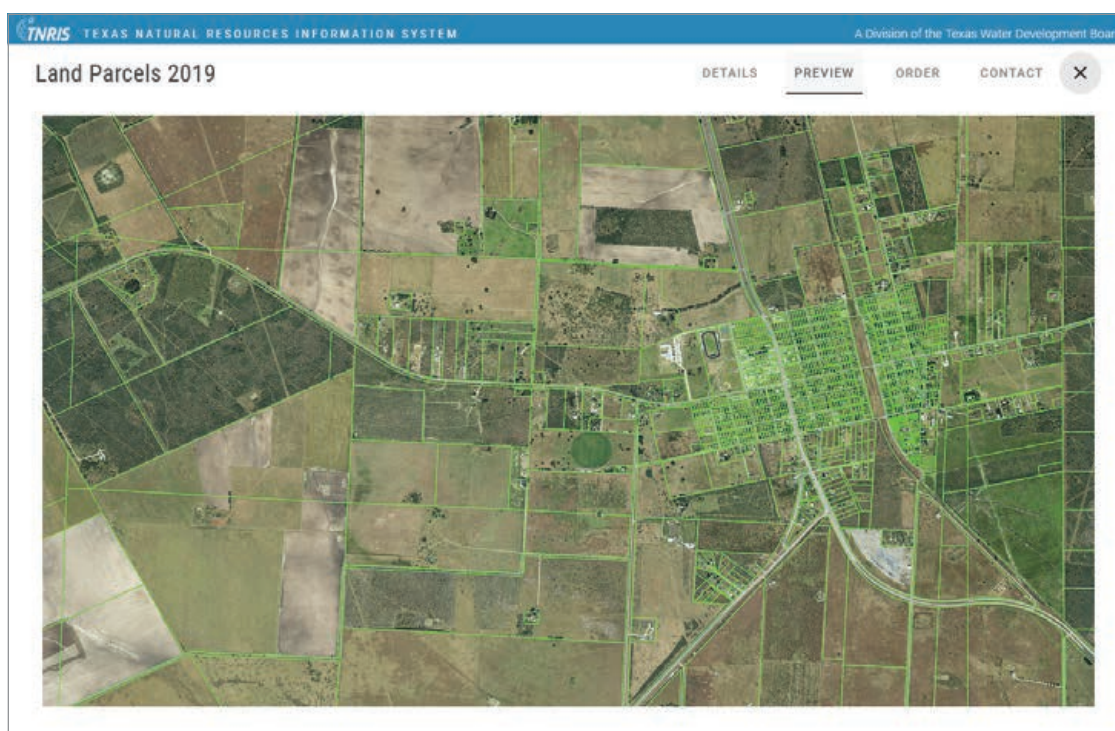 TNRIS TEXAS NATURAL RESOURCES INFORMATION SYSTEM
A Division of the Texas Water Development Boar
Land Parcels 2019
DETAILS PREVIEW ORDER CONTACT ×